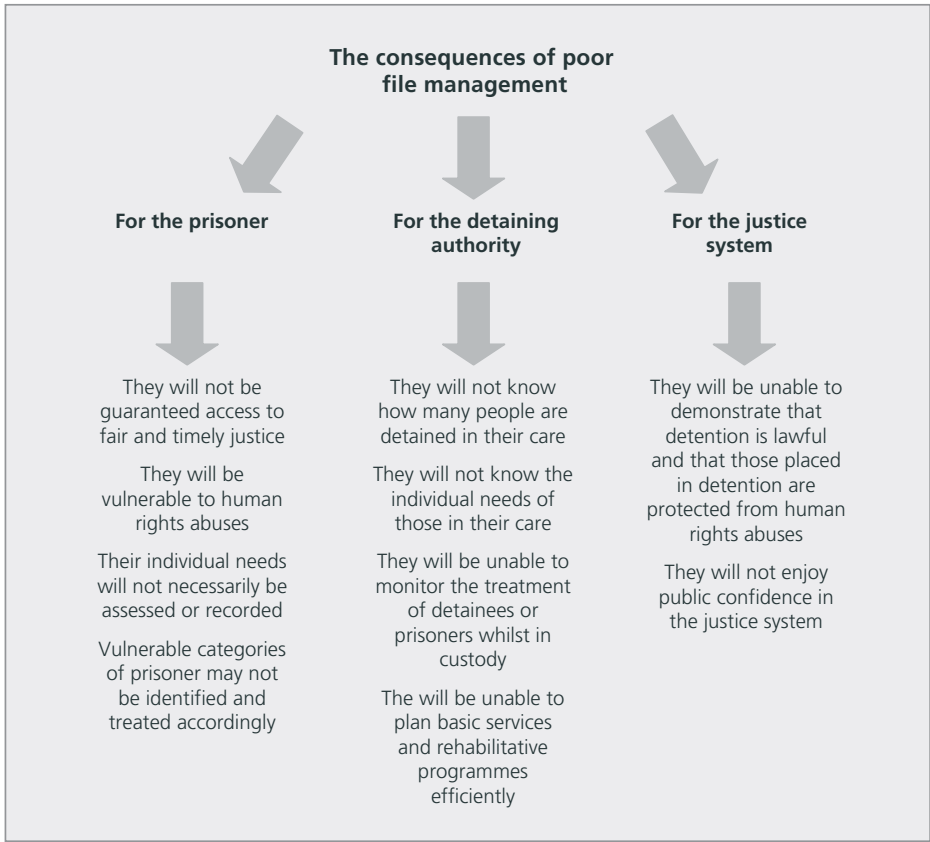 The consequences of poor
file management
For the prisoner
They will not be
guaranteed access to
fair and timely justice
They will be
vulnerable to human
rights abuses
Their individual needs
will not necessarily be
assessed or recorded
Vulnerable categories
of prisoner may not
be identified and
treated accordingly
For the detaining
authority
They will not know
how many people are
detained in their care
They will not know the
individual needs of
those in their care
They will be unable to
monitor the treatment
of detainees or
prisoners whilst in
custody
The will be unable to
plan basic services
and rehabilitative
programmes
efficiently
For the justice
system
They will be unable to
demonstrate that
detention is lawful
and that those placed
in detention are
protected from human
rights abuses
They will not enjoy
public confidence in
the justice system